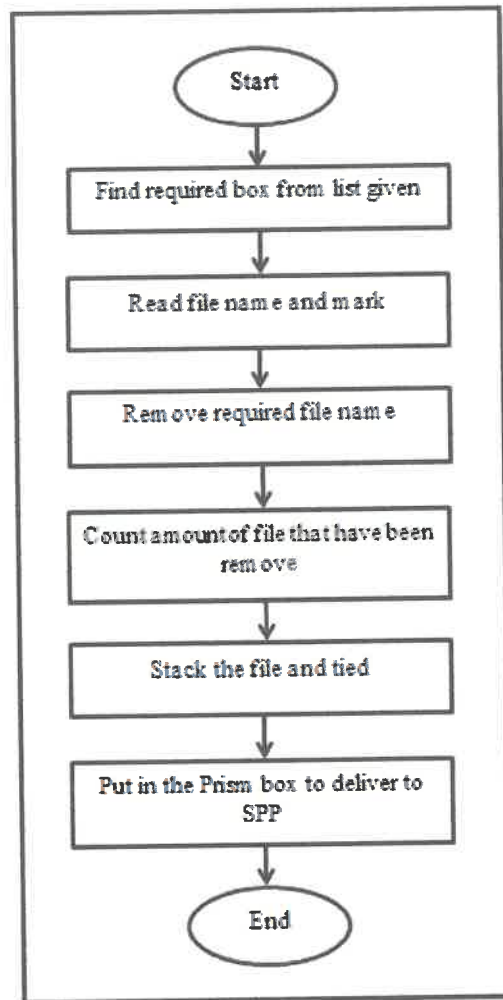 Start
Find required box from list given
Read file name and mark
Remove required file name
Count amount of file that have been
remove
Stack the file and tied
Put in the Prism box to deliver to
SPP
End